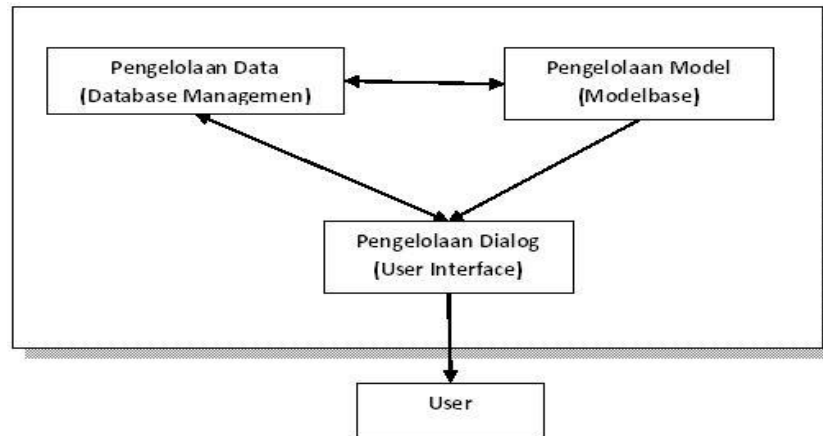 Pengelolaan Data
(Database Managemen)
Pengelolaan Model
(Modelbase)
Pengelolaan Dialog
(User Interface)
User